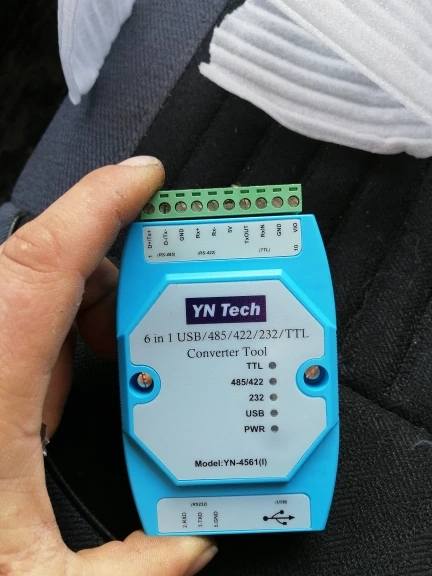 1 D+/Tx+ D-/Tx- GND Rx+ Rx- 5V TxOUT RxIN GND VIO 10
(RS-485) (RS-422) (TTL)
YN Tech
6 in 1 USB/485/422/232/TTL
Converter Tool
TTL
485/422
232
USB
PWR
Model:YN-4561(I)
(RS232) (USB)
2.RXD 3.TXD 5.GND